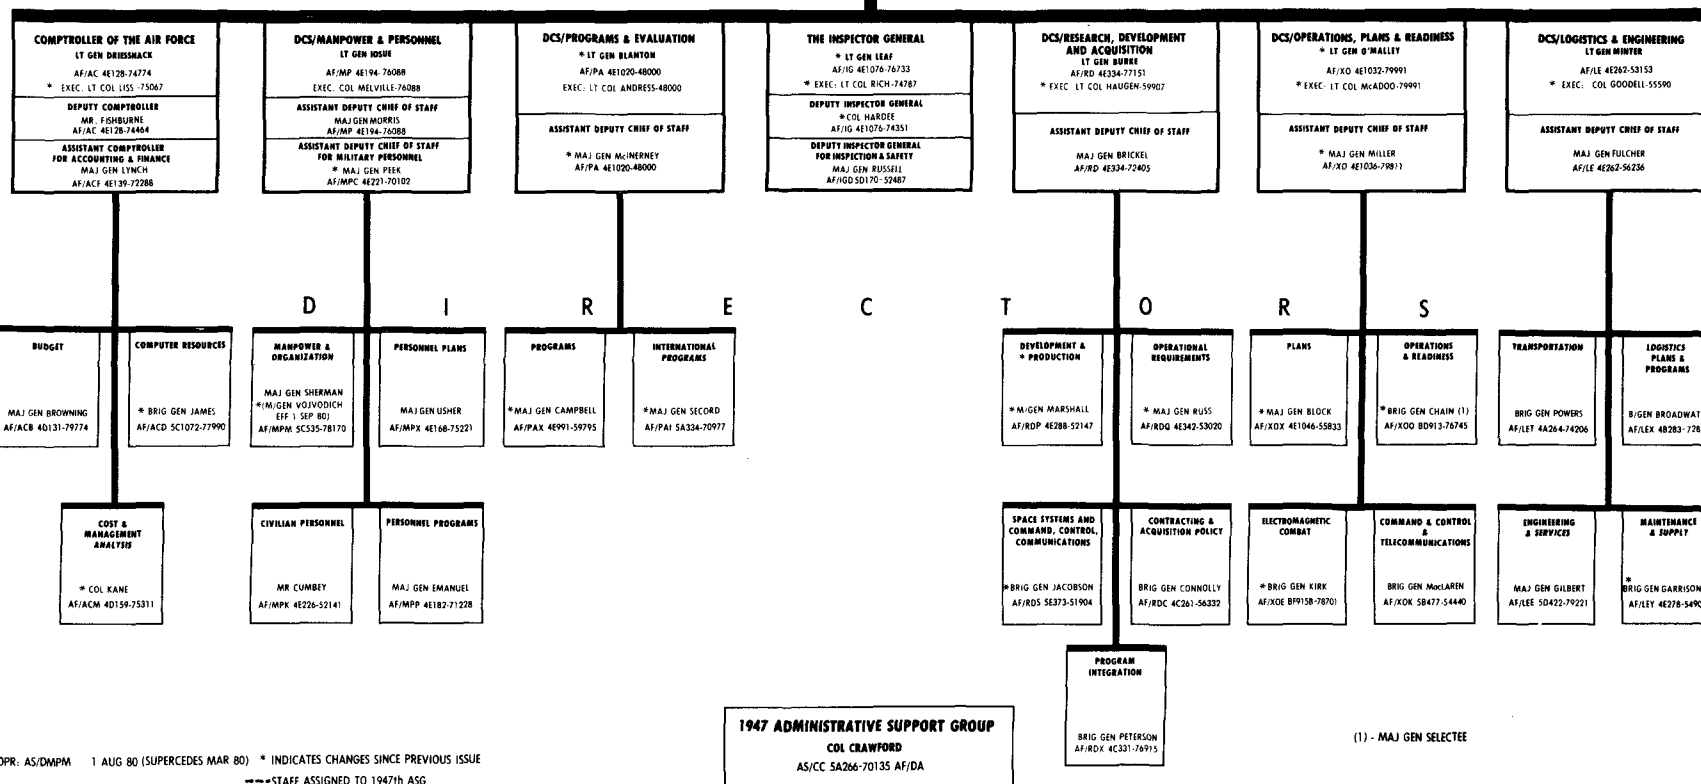 COMPTROLLER OF THE AIR FORCE
LT GEN DRIESSNACK
AF/AC 4E128-74774
* EXEC. LT COL LISS -75067
DEPUTY COMPTROLLER
MR. FISHBURNE
AF/AC 4E128-74464
ASSISTANT COMPTROLLER
FOR ACCOUNTING & FINANCE
MAJ GEN LYNCH
AF/ACF 4E139-72288
DCS/MANPOWER & PERSONNEL
LT GEN IOSUE
AF/MP 4E194-76088
EXEC. COL MELVILLE-76088
ASSISTANT DEPUTY CHIEF OF STAFF
MAJ GEN MORRIS
AF/MP 4E194-76088
ASSISTANT DEPUTY CHIEF OF STAFF
FOR MILITARY PERSONNEL
* MAJ GEN PEEK
AF/MPC 4E221-70102
DCS/PROGRAMS & EVALUATION
* LT GEN BLANTON
AF/PA 4E1020-48000
EXEC: LT COL ANDRESS-48000
ASSISTANT DEPUTY CHIEF OF STAFF
* MAJ GEN McINERNEY
AF/PA 4E1020-48000
THE INSPECTOR GENERAL
* LT GEN LEAF
AF/IG 4E1076-76733
* EXEC: LT COL RICH-74787
DEPUTY INSPECTOR GENERAL
* COL HARDEE
AF/IG 4E1076-74351
DEPUTY INSPECTOR GENERAL
FOR INSPECTION & SAFETY
MAJ GEN RUSSELL
AF/IGD 5D170-52487
DCS/RESEARCH, DEVELOPMENT
AND ACQUISITION
LT GEN BURKE
AF/RD 4E334-77151
* EXEC LT COL HAUGEN-59907
ASSISTANT DEPUTY CHIEF OF STAFF
MAJ GEN BRICKEL
AF/RD 4E334-72405
DCS/OPERATIONS, PLANS & READINESS
* LT GEN O'MALLEY
AF/XO 4E1032-79991
* EXEC: LT COL McADOO-79991
ASSISTANT DEPUTY CHIEF OF STAFF
* MAJ GEN MILLER
AF/XO 4E1036-79811
DCS/LOGISTICS & ENGINEERING
LT GEN MINTER
AF/LE 4E262-53153
* EXEC: COL GOODELL-55590
ASSISTANT DEPUTY CHIEF OF STAFF
MAJ GEN FULCHER
AF/LE 4E262-56236
D I R E C T O R S
BUDGET
MAJ GEN BROWNING
AF/ACB 4D131-79774
COMPUTER RESOURCES
* BRIG GEN JAMES
AF/ACD 5C1072-77990
MANPOWER &
ORGANIZATION
MAJ GEN SHERMAN
*(M/GEN VOJVODICH
EFF 1 SEP 80)
AF/MPM 5C535-78170
PERSONNEL PLANS
MAJ GEN USHER
AF/MPX 4E168-75221
PROGRAMS
* MAJ GEN CAMPBELL
AF/PAX 4E991-59795
INTERNATIONAL
PROGRAMS
* MAJ GEN SECORD
AF/PAI 5A334-70977
DEVELOPMENT &
* PRODUCTION
* M/GEN MARSHALL
AF/RDP 4E288-52147
OPERATIONAL
REQUIREMENTS
* MAJ GEN RUSS
AF/RDQ 4E342-53020
PLANS
* MAJ GEN BLOCK
AF/XOX 4E1046-55833
OPERATIONS
& READINESS
* BRIG GEN CHAIN (1)
AF/XOO BD913-76745
TRANSPORTATION
BRIG GEN POWERS
AF/LET 4A264-74206
LOGISTICS
PLANS &
PROGRAMS
B/GEN BROADWAT
AF/LEX 4B283-728
COST &
MANAGEMENT
ANALYSIS
* COL KANE
AF/ACM 4D159-75311
CIVILIAN PERSONNEL
MR CUMBEY
AF/MPK 4E226-52141
PERSONNEL PROGRAMS
MAJ GEN EMANUEL
AF/MPP 4E182-71228
SPACE SYSTEMS AND
COMMAND, CONTROL,
COMMUNICATIONS
* BRIG GEN JACOBSON
AF/RDS 5E373-51904
CONTRACTING &
ACQUISITION POLICY
BRIG GEN CONNOLLY
AF/RDC 4C261-56332
ELECTROMAGNETIC
COMBAT
* BRIG GEN KIRK
AF/XOE BF915B-78701
COMMAND & CONTROL
&
TELECOMMUNICATIONS
BRIG GEN MacLAREN
AF/XOK 5B477-54440
ENGINEERING
& SERVICES
MAJ GEN GILBERT
AF/LEE 5D422-79221
MAINTENANCE
& SUPPLY
*
BRIG GEN GARRISON
AF/LEY 4E278-5490
PROGRAM
INTEGRATION
BRIG GEN PETERSON
AF/RDX 4C331-76915
1947 ADMINISTRATIVE SUPPORT GROUP
COL CRAWFORD
AS/CC 5A266-70135 AF/DA
(1) - MAJ GEN SELECTEE
OPR: AS/DMPM 1 AUG 80 (SUPERCEDES MAR 80) * INDICATES CHANGES SINCE PREVIOUS ISSUE
---STAFF ASSIGNED TO 1947th ASG